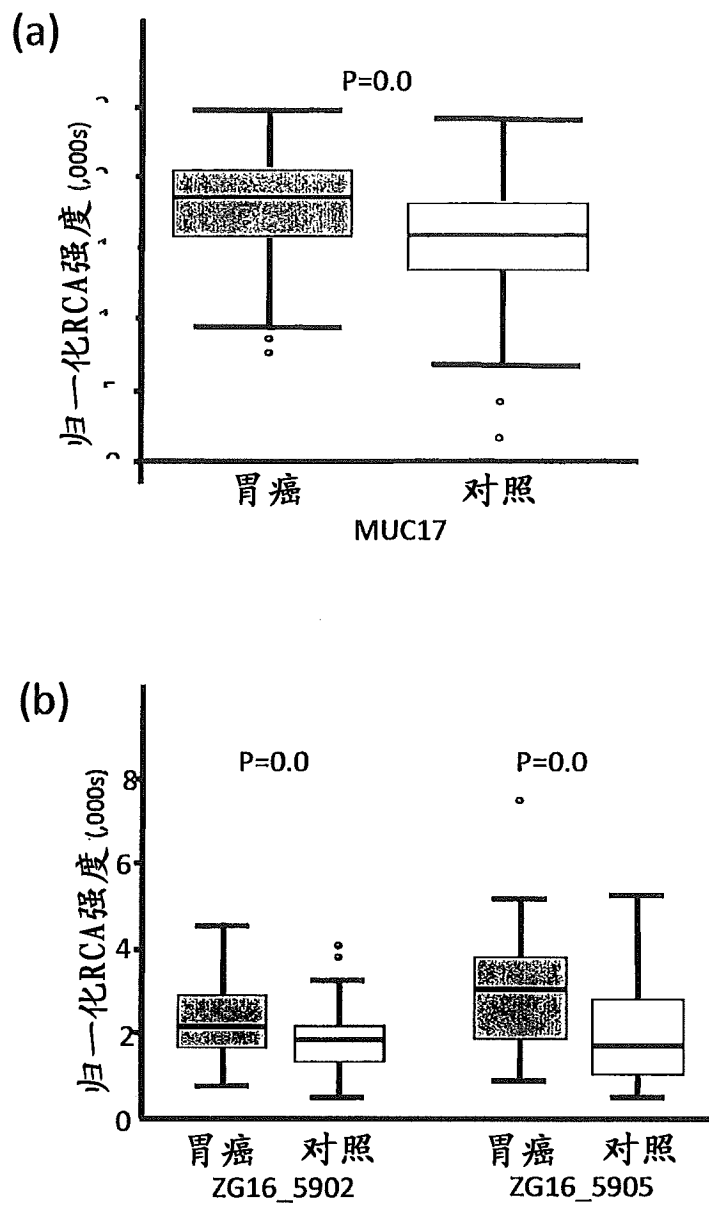 (a)
P=0.0
归一化RCA强度(,000s)
胃癌
对照
MUC17
(b)
P=0.0
P=0.0
归一化RCA强度(,000s)
8
6
4
2
0
胃癌
对照
胃癌
对照
ZG16_5902
ZG16_5905